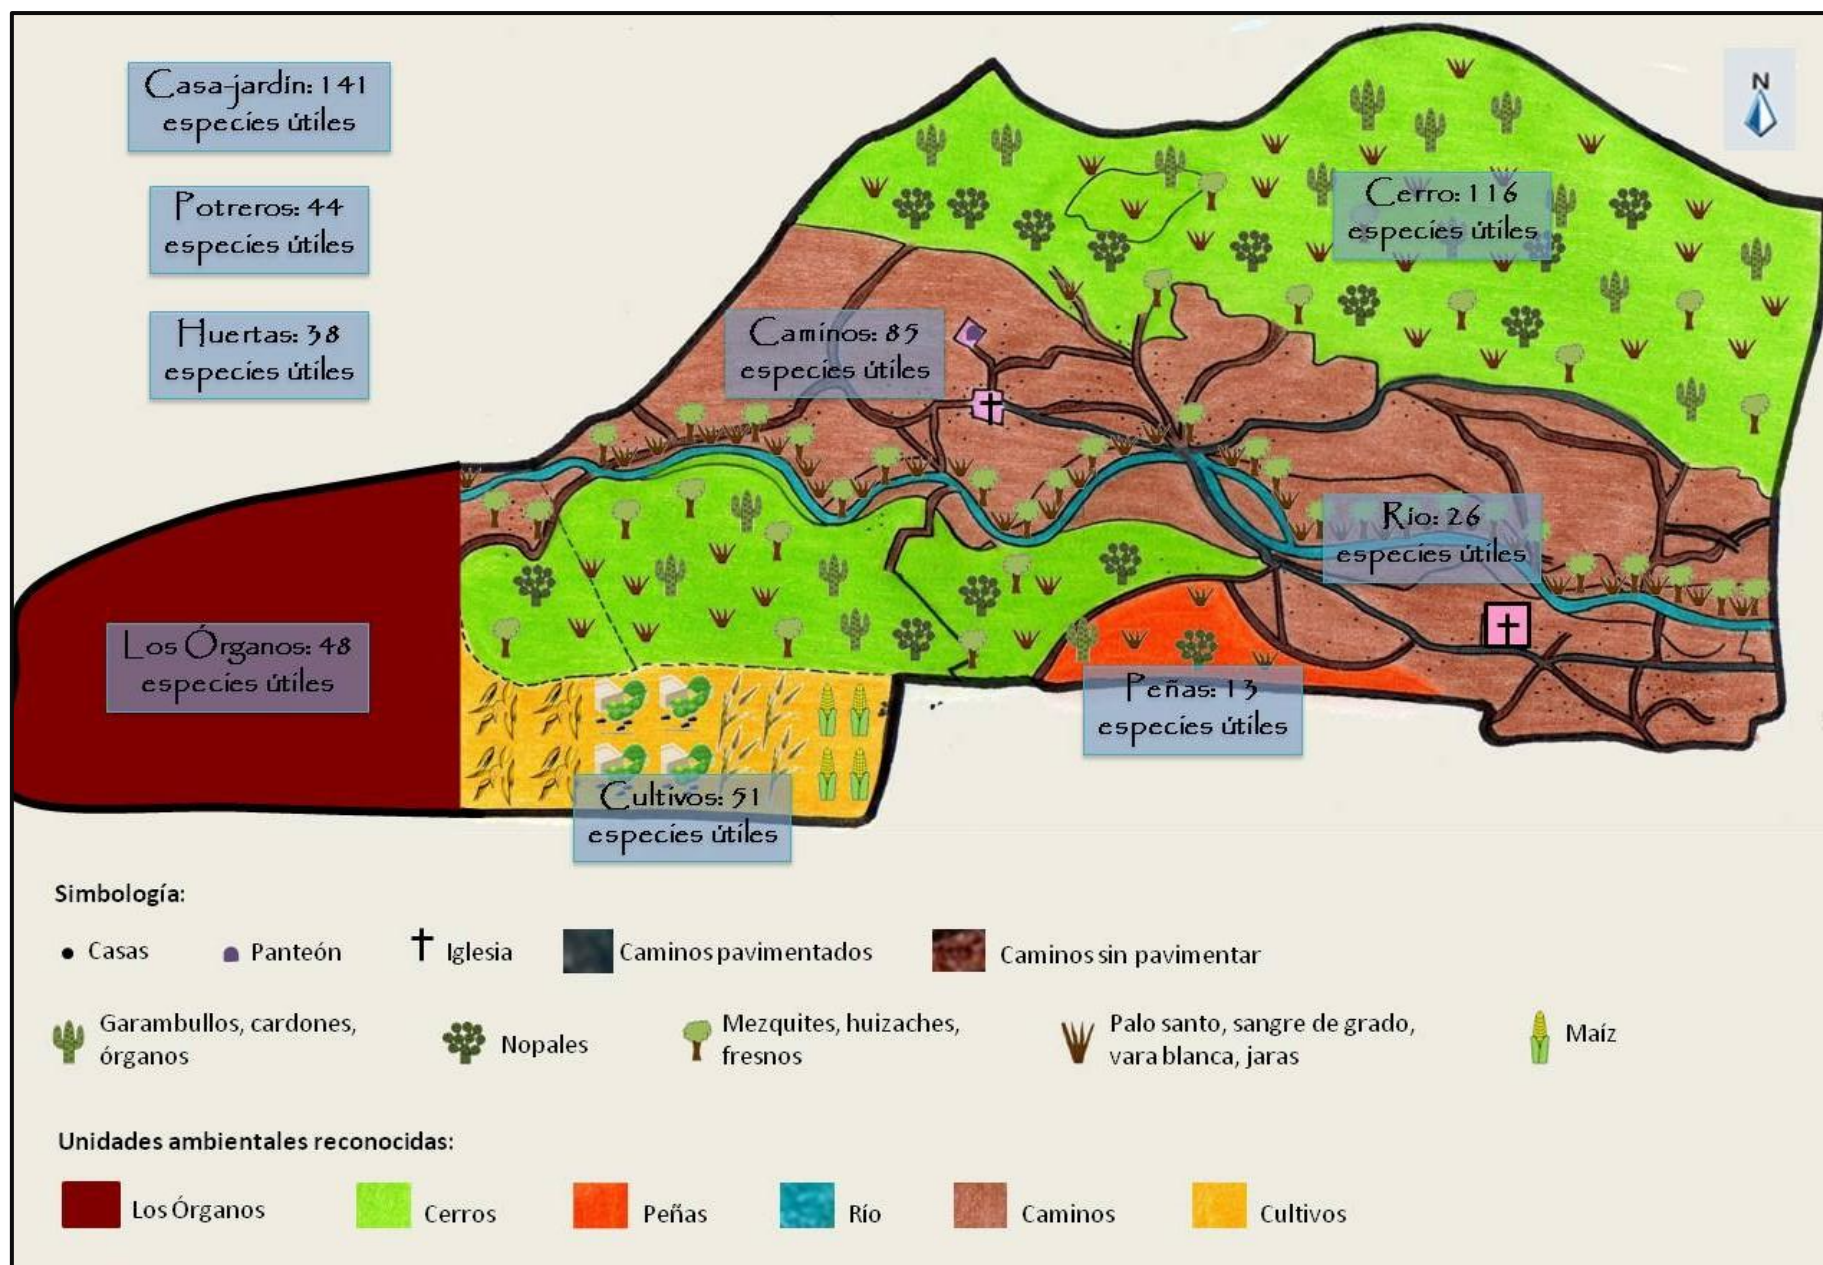 Casa-jardín: 141
especies útiles
N
Potreros: 44
especies útiles
Cerro: 116
especies útiles
Huertas: 38
especies útiles
Caminos: 85
especies útiles
Río: 26
especies útiles
Los Órganos: 48
especies útiles
Peñas: 13
especies útiles
Cultivos: 51
especies útiles
Simbología:
Casas
Panteón
Iglesia
Caminos pavimentados
Caminos sin pavimentar
Garambullos, cardones,
órganos
Nopales
Mezquites, huizaches,
fresnos
Palo santo, sangre de grado,
vara blanca, jaras
Maíz
Unidades ambientales reconocidas:
Los Órganos
Cerros
Peñas
Río
Caminos
Cultivos